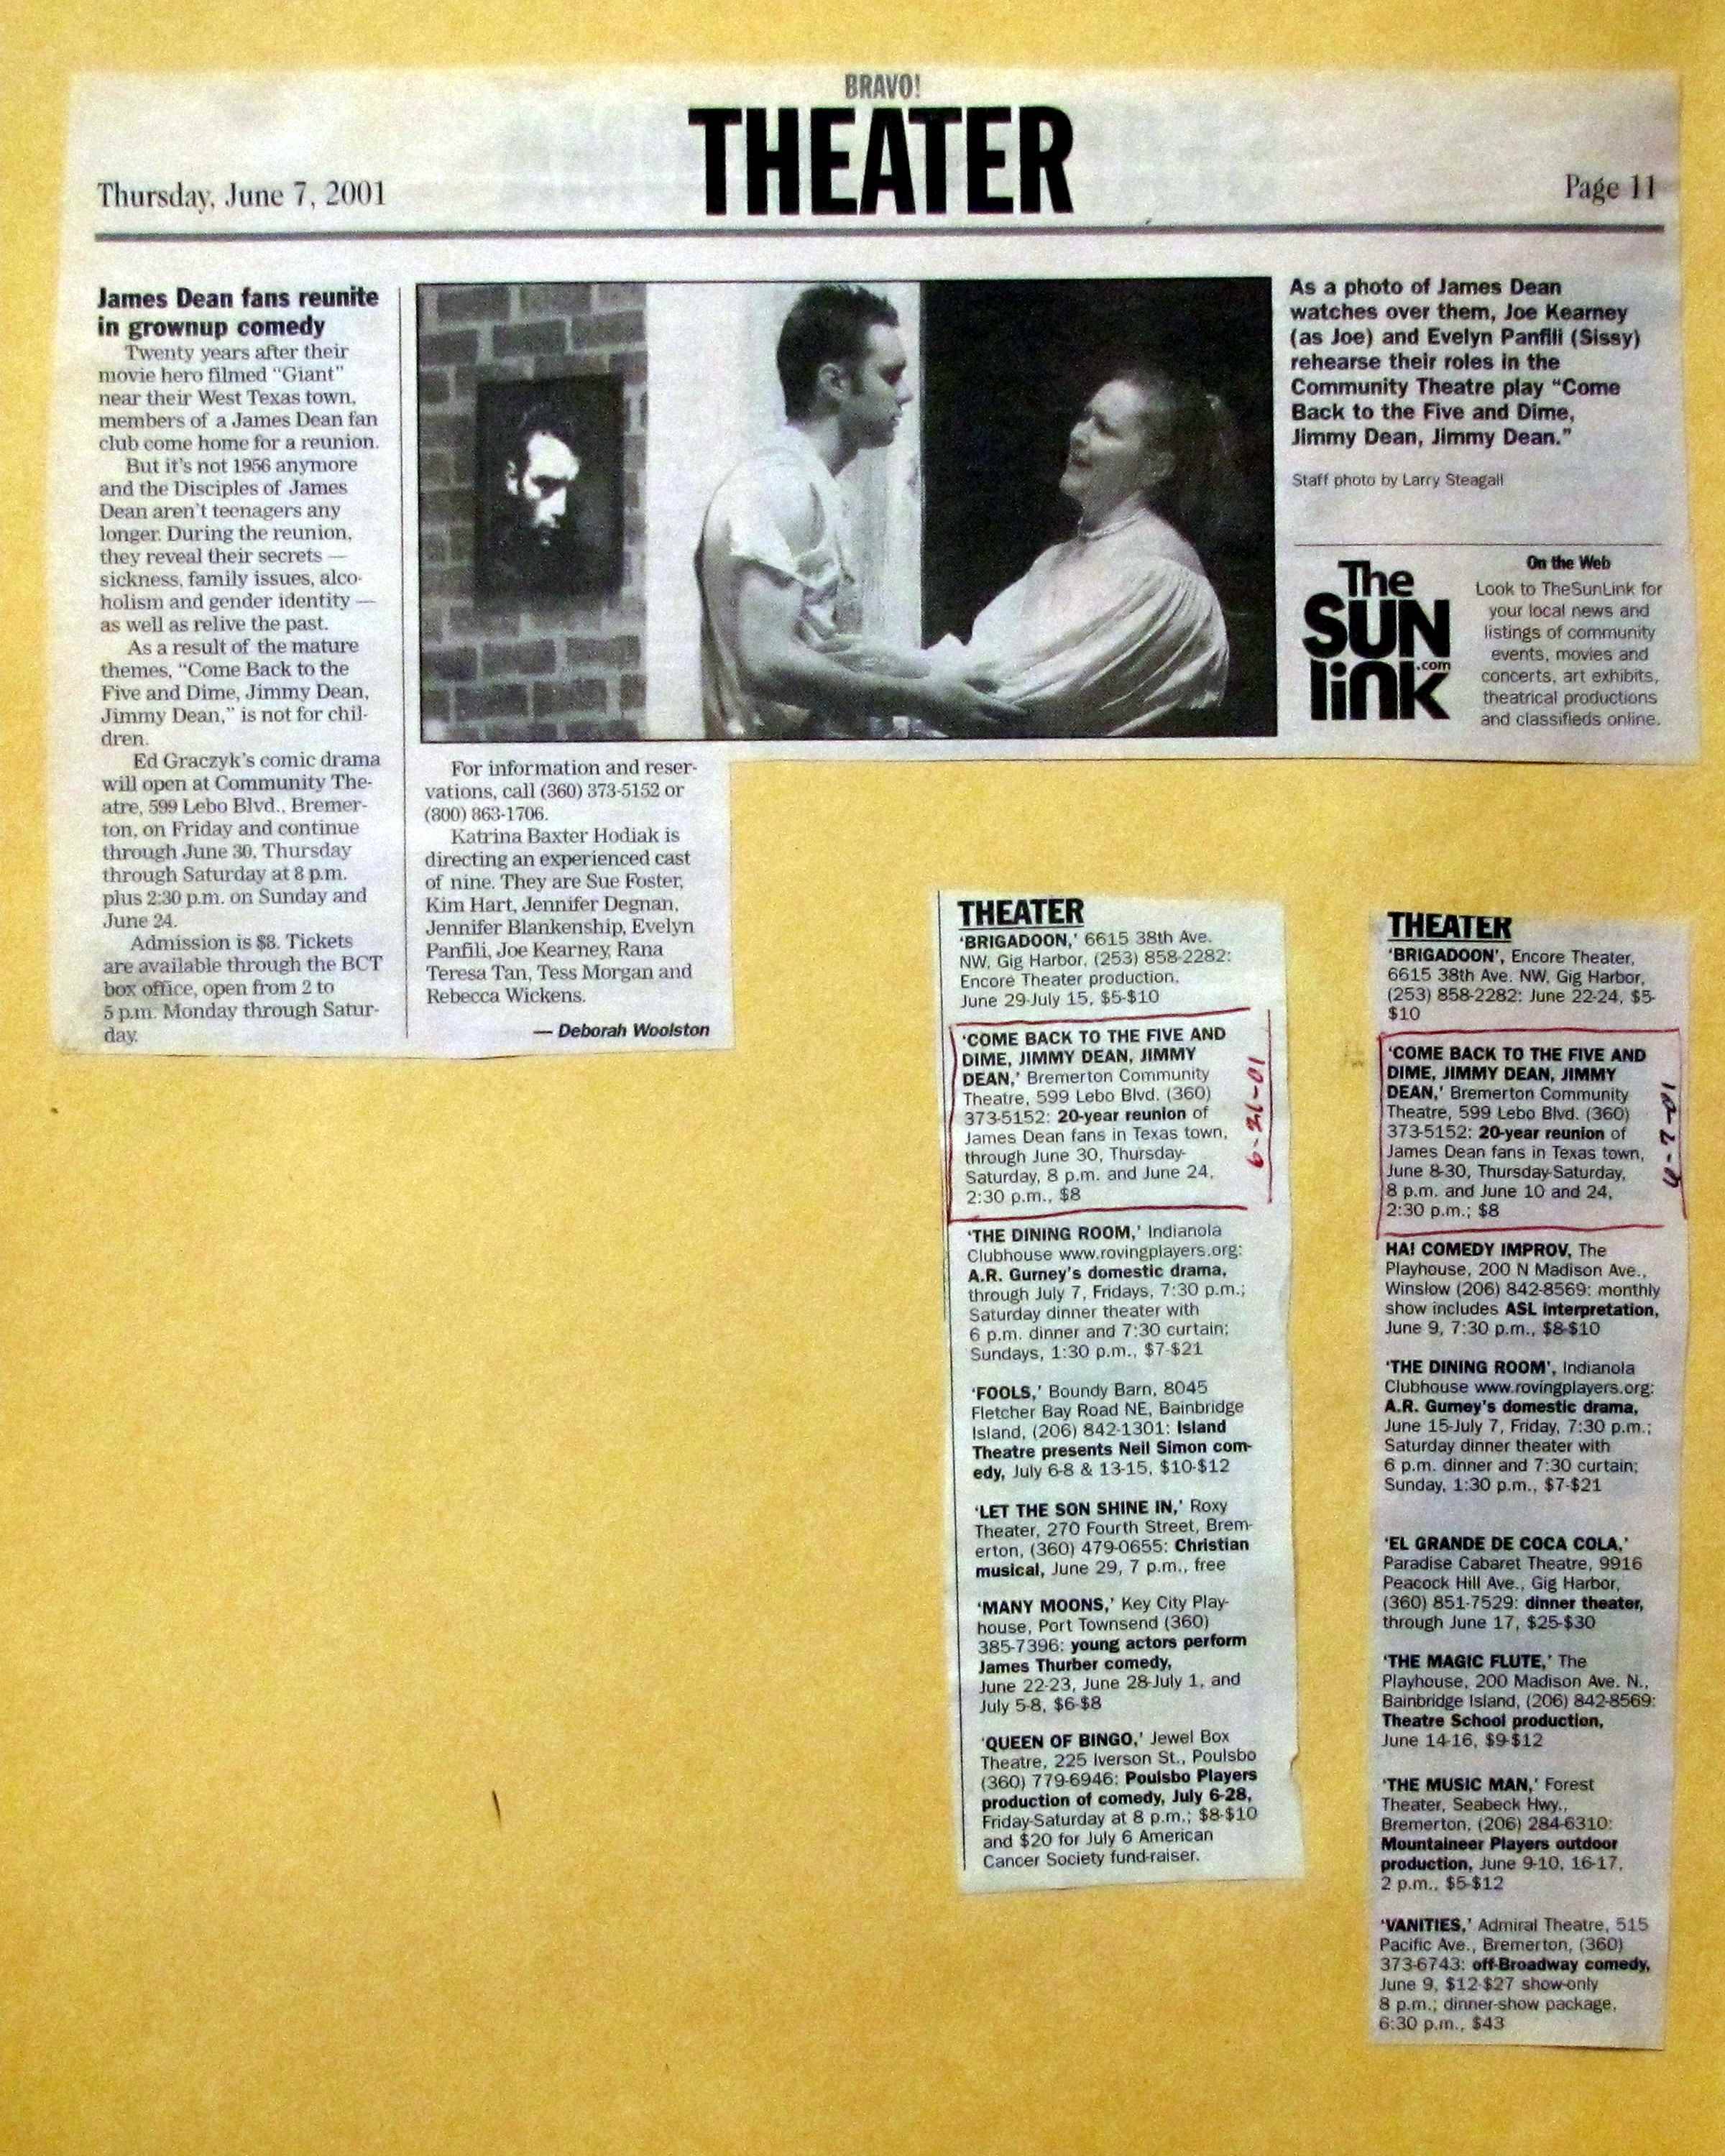 BRAVO!
THEATER
Thursday, June 7, 2001
Page 11
James Dean fans reunite
in grownup comedy
Twenty years after their
movie hero filmed "Giant"
near their West Texas town,
members of a James Dean fan
club come home for a reunion.
But it's not 1956 anymore
and the Disciples of James
Dean aren't teenagers any
longer. During the reunion,
they reveal their secrets —
sickness, family issues, alco-
holism and gender identity —
as well as relive the past.
As a result of the mature
themes, "Come Back to the
Five and Dime, Jimmy Dean,
Jimmy Dean," is not for chil-
dren.
Ed Graczyk's comic drama
will open at Community The-
atre, 599 Lebo Blvd., Bremer-
ton, on Friday and continue
through June 30, Thursday
through Saturday at 8 p.m.
plus 2:30 p.m. on Sunday and
June 24.
Admission is $8. Tickets
are available through the BCT
box office, open from 2 to
5 p.m. Monday through Satur-
day.
For information and reser-
vations, call (360) 373-5152 or
(800) 863-1706.
Katrina Baxter Hodiak is
directing an experienced cast
of nine. They are Sue Foster,
Kim Hart, Jennifer Degnan,
Jennifer Blankenship, Evelyn
Panfili, Joe Kearney, Rana
Teresa Tan, Tess Morgan and
Rebecca Wickens.
— Deborah Woolston
As a photo of James Dean
watches over them, Joe Kearney
(as Joe) and Evelyn Panfili (Sissy)
rehearse their roles in the
Community Theatre play "Come
Back to the Five and Dime,
Jimmy Dean, Jimmy Dean."
Staff photo by Larry Steagall
The
SUN
link
.com
On the Web
Look to TheSunLink for
your local news and
listings of community
events, movies and
concerts, art exhibits,
theatrical productions
and classifieds online.
THEATER
'BRIGADOON,' 6615 38th Ave.
NW, Gig Harbor, (253) 858-2282:
Encore Theater production,
June 29-July 15, $5-$10
'COME BACK TO THE FIVE AND
DIME, JIMMY DEAN, JIMMY
DEAN,' Bremerton Community
Theatre, 599 Lebo Blvd. (360)
373-5152: 20-year reunion of
James Dean fans in Texas town,
through June 30, Thursday-
Saturday, 8 p.m. and June 24,
2:30 p.m., $8
6-21-01
'THE DINING ROOM,' Indianola
Clubhouse www.rovingplayers.org:
A.R. Gurney's domestic drama,
through July 7, Fridays, 7:30 p.m.;
Saturday dinner theater with
6 p.m. dinner and 7:30 curtain;
Sundays, 1:30 p.m., $7-$21
'FOOLS,' Boundy Barn, 8045
Fletcher Bay Road NE, Bainbridge
Island, (206) 842-1301: Island
Theatre presents Neil Simon com-
edy, July 6-8 & 13-15, $10-$12
'LET THE SON SHINE IN,' Roxy
Theater, 270 Fourth Street, Brem-
erton, (360) 479-0655: Christian
musical, June 29, 7 p.m., free
'MANY MOONS,' Key City Play-
house, Port Townsend (360)
385-7396: young actors perform
James Thurber comedy,
June 22-23, June 28-July 1, and
July 5-8, $6-$8
'QUEEN OF BINGO,' Jewel Box
Theatre, 225 Iverson St., Poulsbo
(360) 779-6946: Poulsbo Players
production of comedy, July 6-28,
Friday-Saturday at 8 p.m.; $8-$10
and $20 for July 6 American
Cancer Society fund-raiser.
THEATER
'BRIGADOON', Encore Theater,
6615 38th Ave. NW, Gig Harbor,
(253) 858-2282: June 22-24, $5-
$10
'COME BACK TO THE FIVE AND
DIME, JIMMY DEAN, JIMMY
DEAN,' Bremerton Community
Theatre, 599 Lebo Blvd. (360)
373-5152: 20-year reunion of
James Dean fans in Texas town,
June 8-30, Thursday-Saturday,
8 p.m. and June 10 and 24,
2:30 p.m.; $8
6-7-01
HA! COMEDY IMPROV, The
Playhouse, 200 N Madison Ave.,
Winslow (206) 842-8569: monthly
show includes ASL interpretation,
June 9, 7:30 p.m., $8-$10
'THE DINING ROOM', Indianola
Clubhouse www.rovingplayers.org:
A.R. Gurney's domestic drama,
June 15-July 7, Friday, 7:30 p.m.;
Saturday dinner theater with
6 p.m. dinner and 7:30 curtain;
Sunday, 1:30 p.m., $7-$21
'EL GRANDE DE COCA COLA,'
Paradise Cabaret Theatre, 9916
Peacock Hill Ave., Gig Harbor,
(360) 851-7529: dinner theater,
through June 17, $25-$30
'THE MAGIC FLUTE,' The
Playhouse, 200 Madison Ave. N.,
Bainbridge Island, (206) 842-8569:
Theatre School production,
June 14-16, $9-$12
'THE MUSIC MAN,' Forest
Theater, Seabeck Hwy.,
Bremerton, (206) 284-6310:
Mountaineer Players outdoor
production, June 9-10, 16-17,
2 p.m., $5-$12
'VANITIES,' Admiral Theatre, 515
Pacific Ave., Bremerton, (360)
373-6743: off-Broadway comedy,
June 9, $12-$27 show-only
8 p.m.; dinner-show package,
6:30 p.m., $43